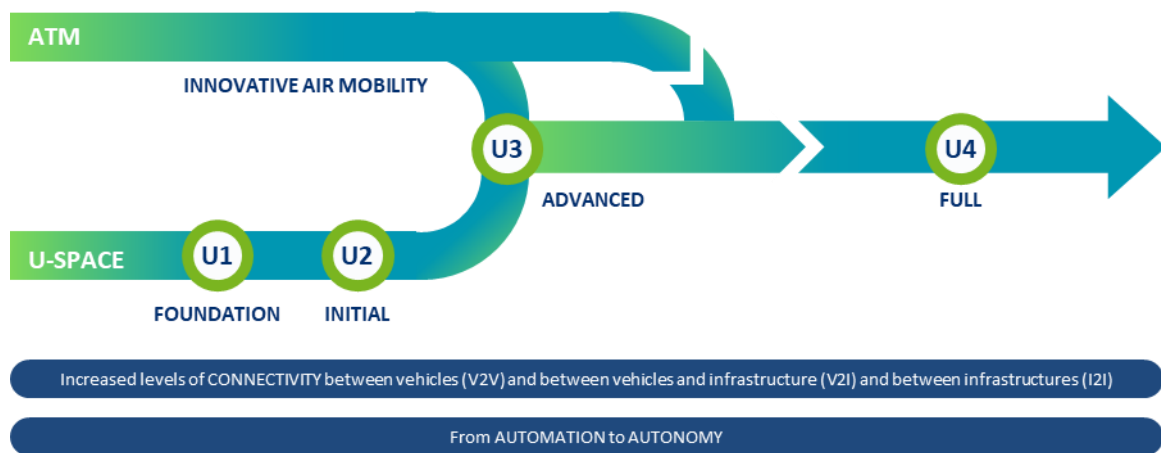 ATM
INNOVATIVE AIR MOBILITY
U3
U4
ADVANCED
FULL
U-SPACE
U1
U2
FOUNDATION
INITIAL
Increased levels of CONNECTIVITY between vehicles (V2V) and between vehicles and infrastructure (V2I) and between infrastructures (I2I)
From AUTOMATION to AUTONOMY